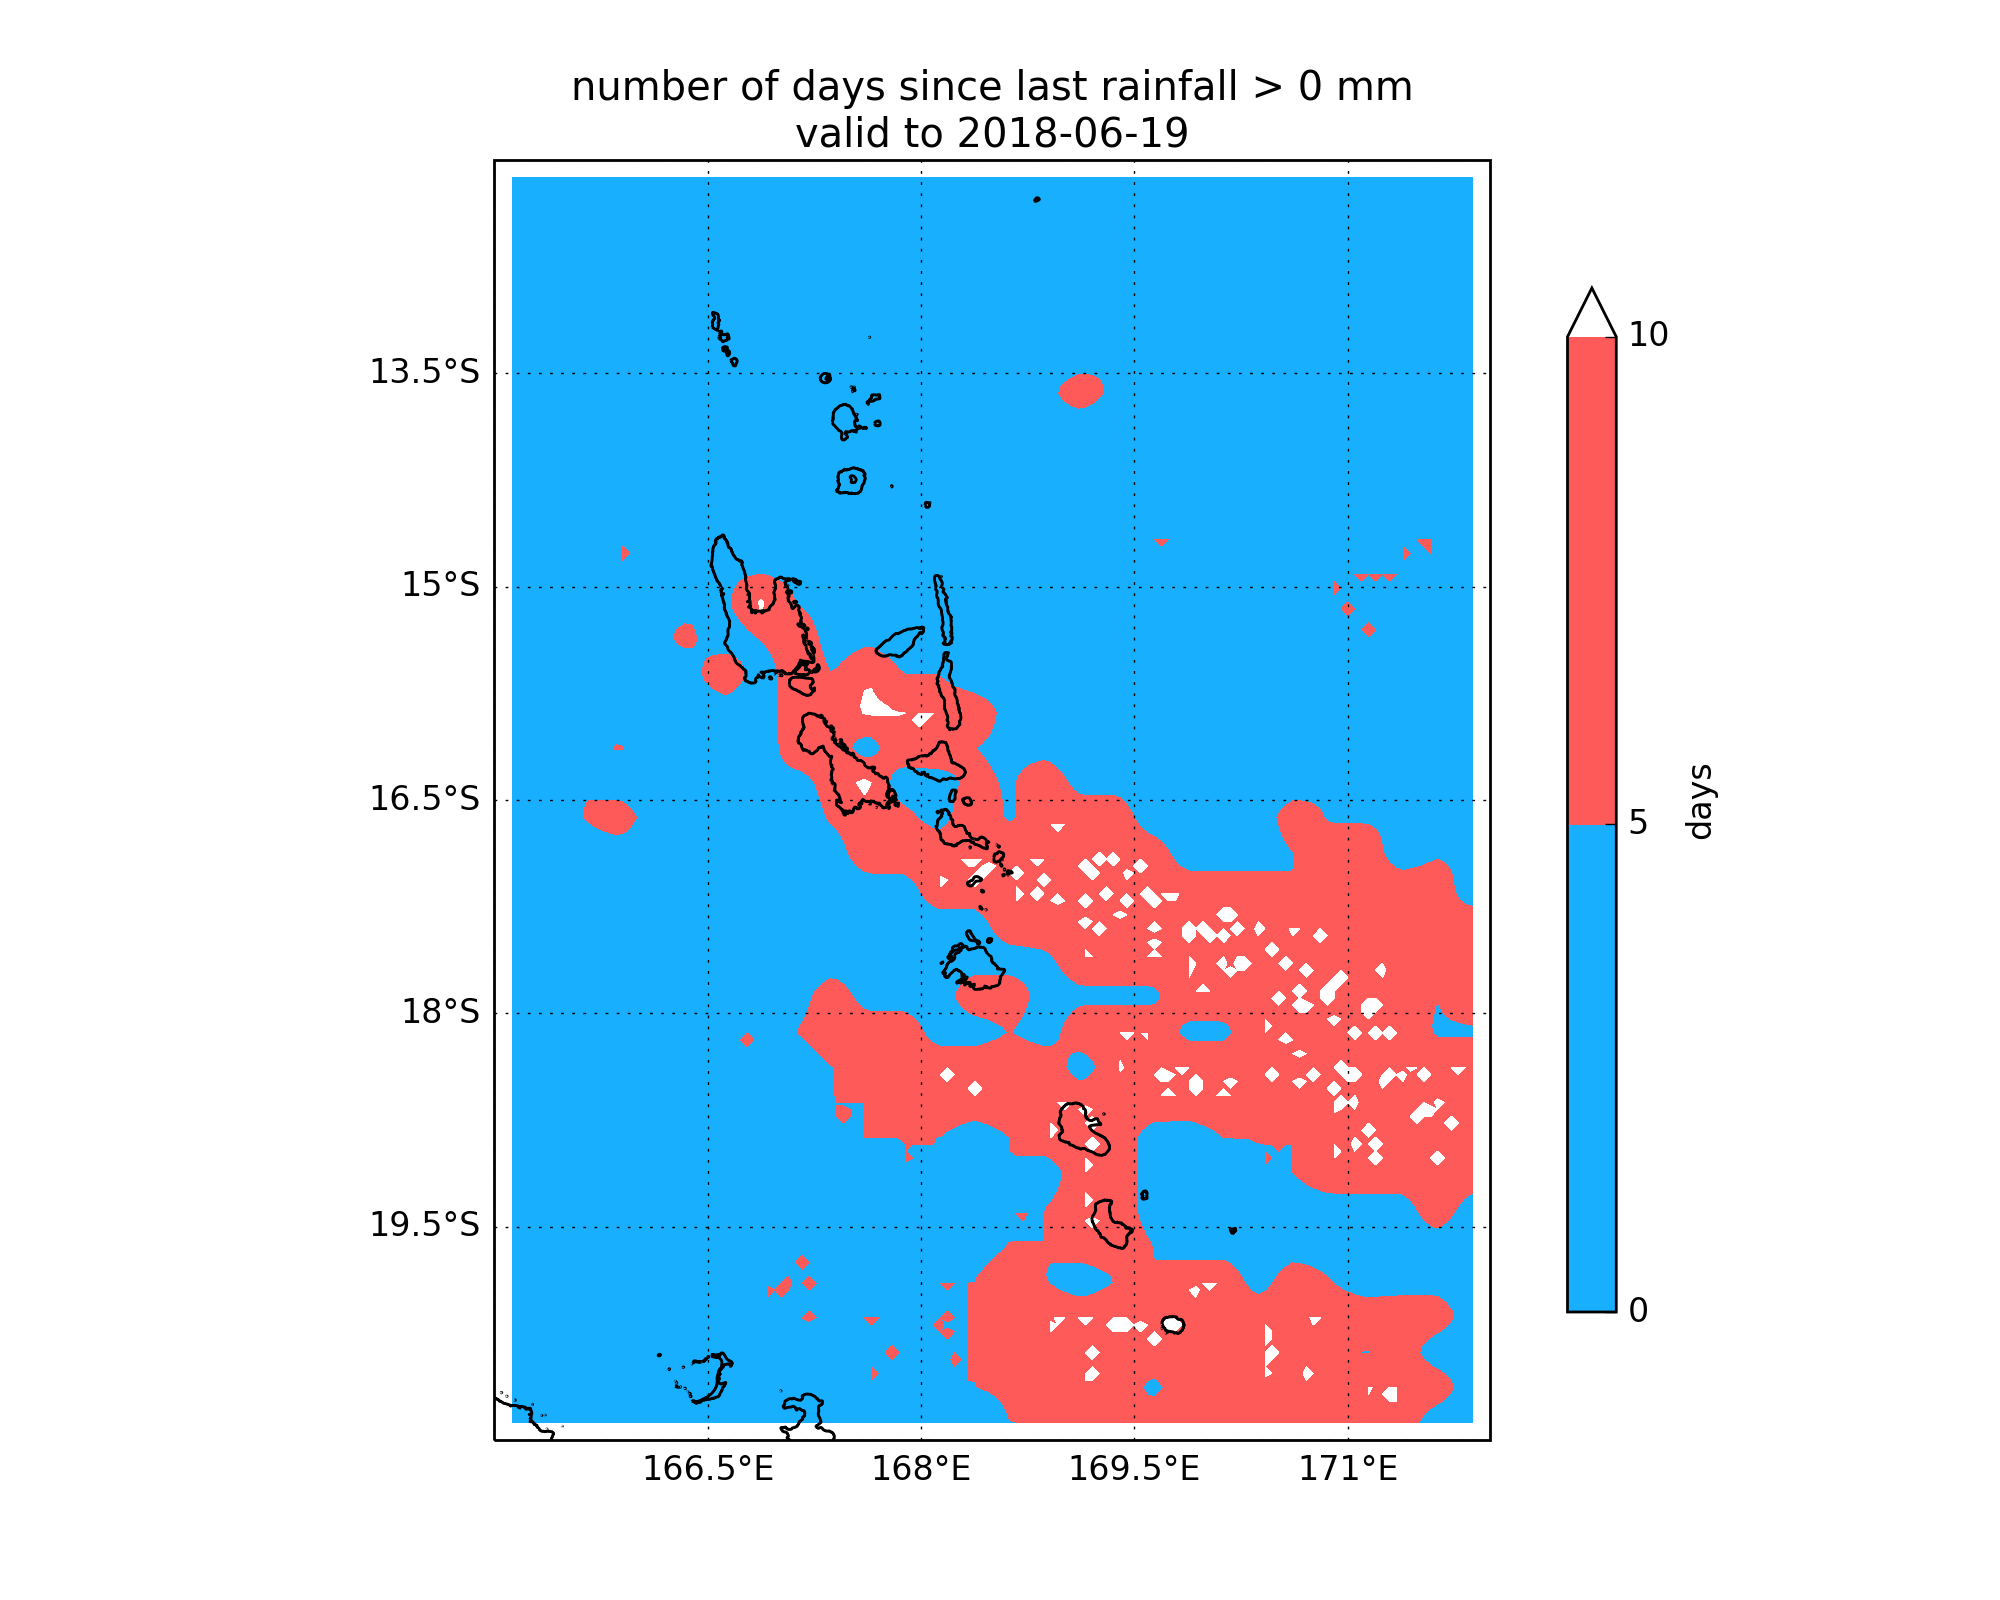 number of days since last rainfall > 0 mm
valid to 2018-06-19
13.5°S
15°S
16.5°S
18°S
19.5°S
166.5°E
168°E
169.5°E
171°E
10
5
0
days